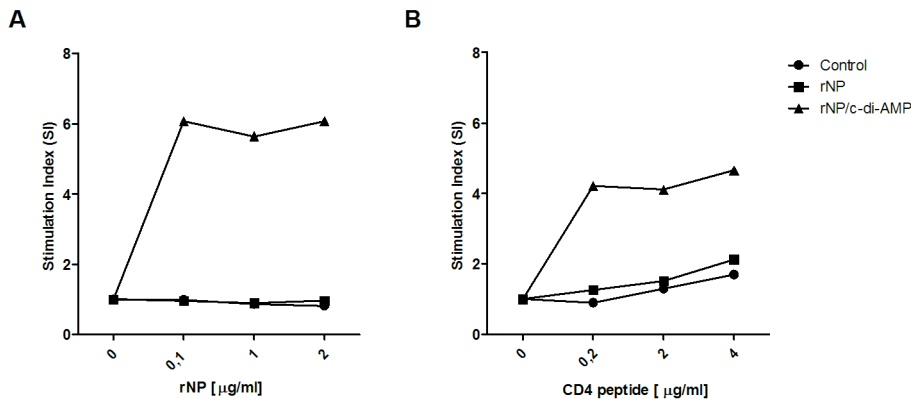 A
8
6
4
2
0
Stimulation Index (SI)
0
0,1
1
2
rNP [ µg/ml]
B
8
6
4
2
0
Stimulation Index (SI)
0
0,2
2
4
CD4 peptide [ µg/ml]
Control
rNP
rNP/c-di-AMP